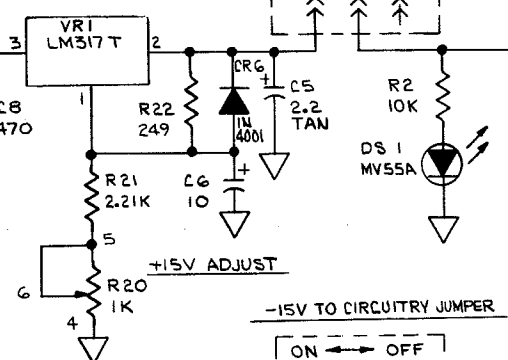 VR1
LM317T
3
2
1
C8
470
R22
249
CR6
1N
4001
+
C5
2.2
TAN
R2
10K
DS 1
MV55A
R21
2.21K
C6
10
+
5
6
R20
1K
4
+15V ADJUST
-15V TO CIRCUITRY JUMPER
ON OFF